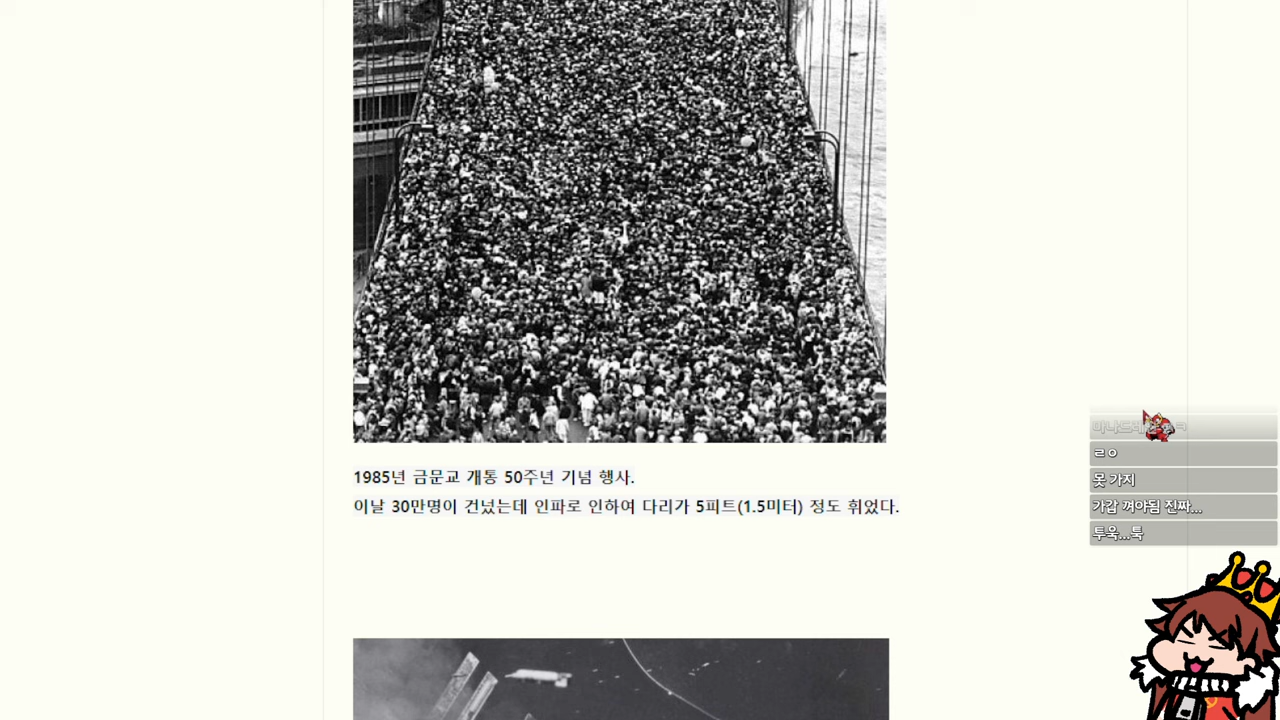 1985년 금문교 개통 50주년 기념 행사.
이날 30만명이 건넜는데 인파로 인하여 다리가 5피트(1.5미터) 정도 휘었다.
ㄹㅇ
못 가지
가갑 껴야됨 진짜...
투욱...툭